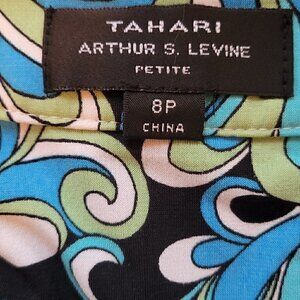 TAHARI
ARTHUR S. LEVINE
PETITE
8P
CHINA